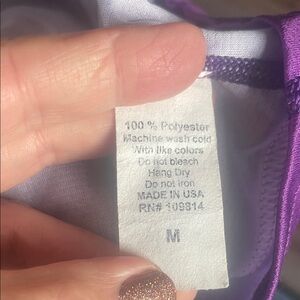 100 % Polyester
Machine wash cold
With like colors
Do not bleach
Hang Dry
Do not iron
MADE IN USA
RN# 109814
M